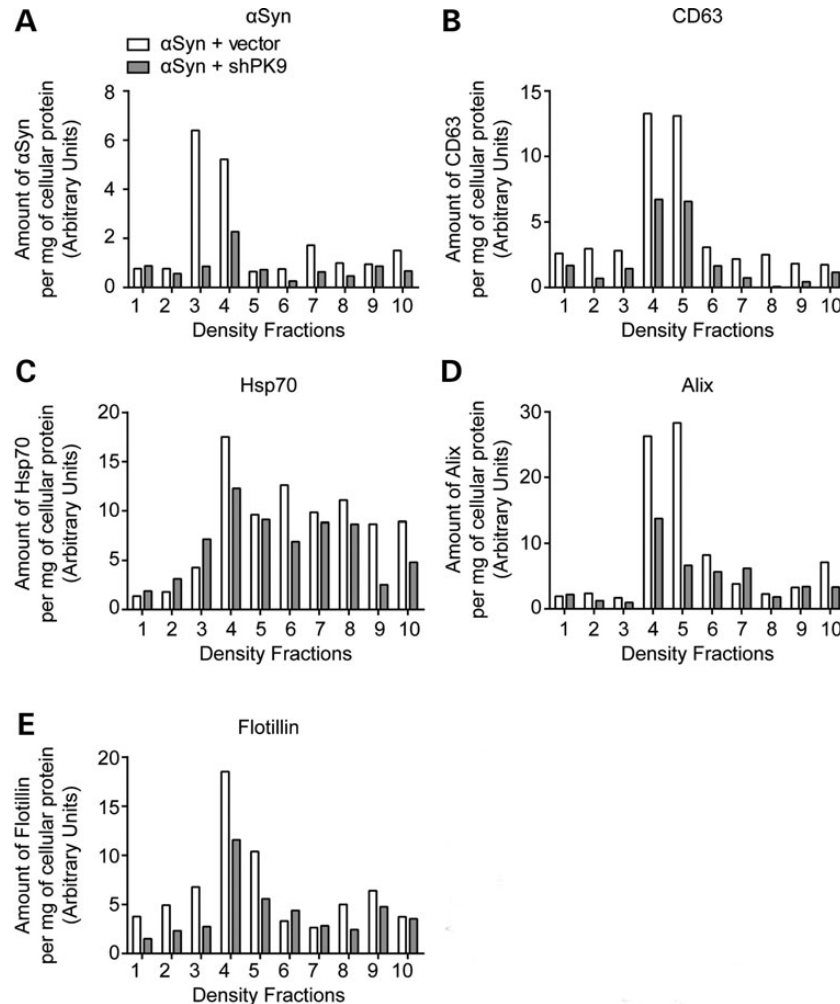 A
αSyn
αSyn + vector
αSyn + shPK9
Amount of αSyn
per mg of cellular protein
(Arbitrary Units)
8
6
4
2
0
1 2 3 4 5 6 7 8 9 10
Density Fractions
B
CD63
Amount of CD63
per mg of cellular protein
(Arbitrary Units)
15
10
5
0
1 2 3 4 5 6 7 8 9 10
Density Fractions
C
Hsp70
Amount of Hsp70
per mg of cellular protein
(Arbitrary Units)
20
15
10
5
0
1 2 3 4 5 6 7 8 9 10
Density Fractions
D
Alix
Amount of Alix
per mg of cellular protein
(Arbitrary Units)
30
20
10
0
1 2 3 4 5 6 7 8 9 10
Density Fractions
E
Flotillin
Amount of Flotillin
per mg of cellular protein
(Arbitrary Units)
20
15
10
5
0
1 2 3 4 5 6 7 8 9 10
Density Fractions